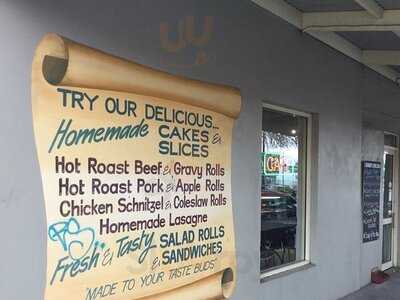 TRY OUR DELICIOUS...
Homemade CAKES &
SLICES
Hot Roast Beef & Gravy Rolls
Hot Roast Pork & Apple Rolls
Chicken Schnitzel & Coleslaw Rolls
Homemade Lasagne
Fresh & Tasty SALAD ROLLS
& SANDWICHES
"MADE TO YOUR TASTE BUDS"